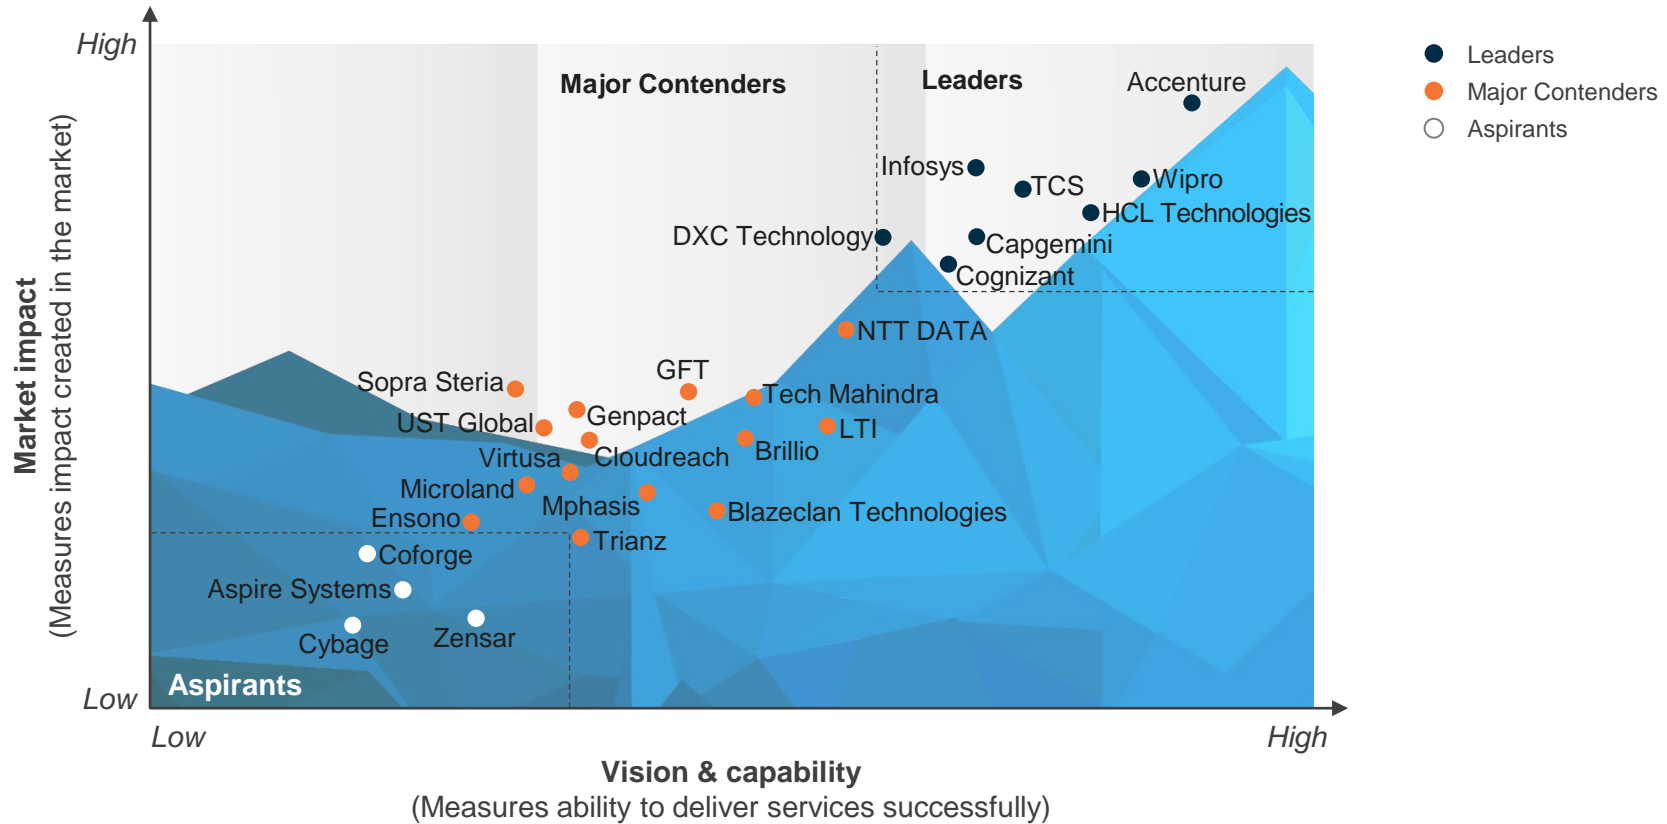 High
Major Contenders
Leaders
Accenture
Leaders
Major Contenders
Aspirants
Infosys
TCS
Wipro
HCL Technologies
DXC Technology
Capgemini
Cognizant
NTT DATA
GFT
Sopra Steria
Tech Mahindra
Genpact
UST Global
LTI
Brillio
Virtusa
Cloudreach
Microland
Mphasis
Blazeclan Technologies
Ensono
Trianz
Coforge
Aspire Systems
Cybage
Zensar
Aspirants
Low
Market impact
(Measures impact created in the market)
Low
High
Vision & capability
(Measures ability to deliver services successfully)